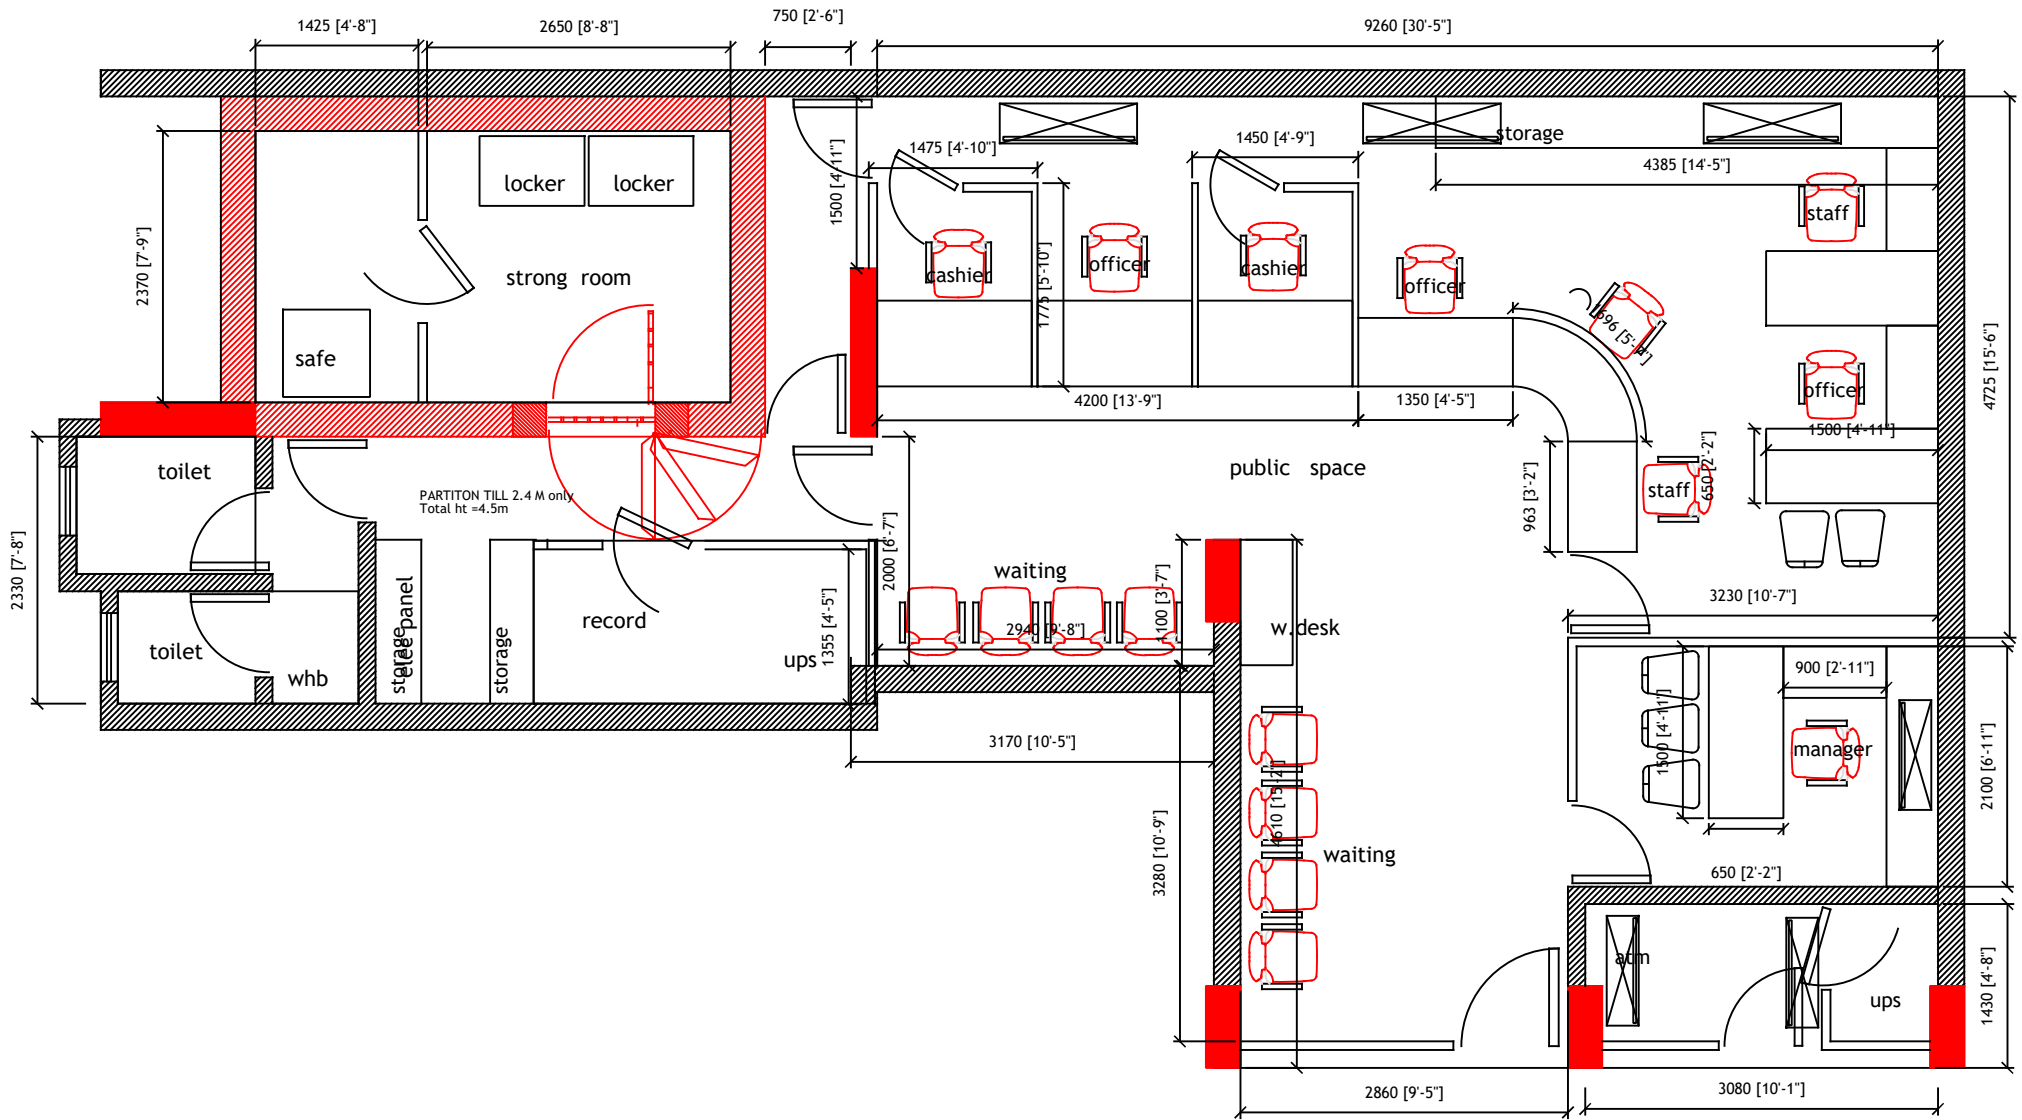 1425 [4'-8"]
2650 [8'-8"]
750 [2'-6"]
9260 [30'-5"]
storage
1475 [4'-10"]
1450 [4'-9"]
4385 [14'-5"]
1500 [4'-11"]
locker
locker
staff
2370 [7'-9"]
strong room
cashier
officer
cashier
officer
1775 [5'-10"]
safe
officer
4725 [15'-6"]
4200 [13'-9"]
1350 [4'-5"]
1500 [4'-11"]
toilet
public space
650 [2'-2"]
staff
963 [3'-2"]
PARTITON TILL 2.4 M only
Total ht =4.5m
2330 [7'-8"]
2000 [6'-7"]
waiting
1100 [3'-7"]
3230 [10'-7"]
record
2940 [9'-8"]
w.desk
1355 [4'-5"]
toilet
whb
storage
storage
ups
900 [2'-11"]
1500 [4'-11"]
manager
2100 [6'-11"]
3170 [10'-5"]
4610 [15'-2"]
3280 [10'-9"]
waiting
650 [2'-2"]
atm
ups
1430 [4'-8"]
2860 [9'-5"]
3080 [10'-1"]